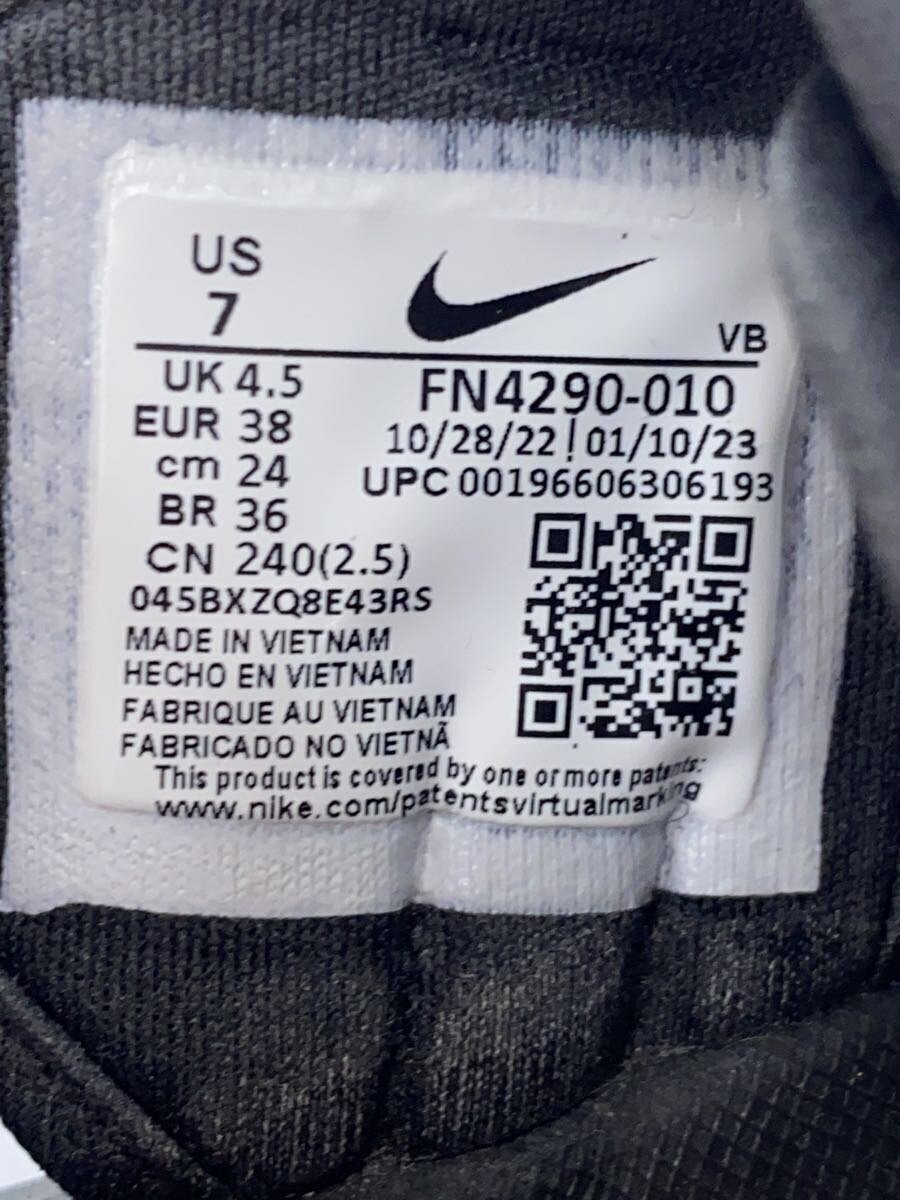 US
7
VB
UK 4.5
EUR 38
cm 24
BR 36
CN 240(2.5)
FN4290-010
10/28/22 | 01/10/23
UPC 00196606306193
045BXZQ8E43RS
MADE IN VIETNAM
HECHO EN VIETNAM
FABRIQUE AU VIETNAM
FABRICADO NO VIETNÃ
This product is covered by one or more patents:
www.nike.com/patentsvirtualmarking